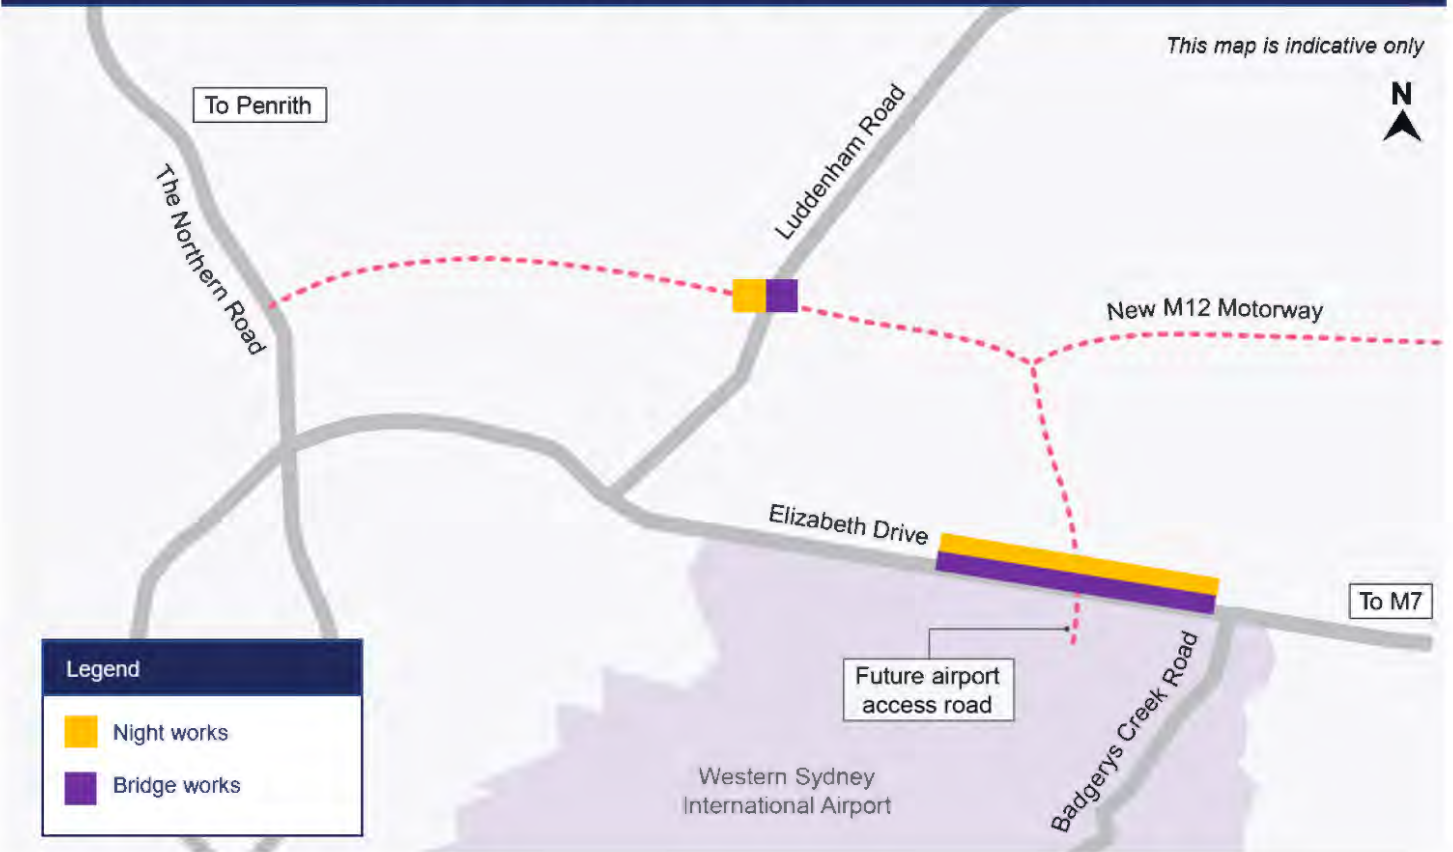 This map is indicative only
N
To Penrith
Luddenham Road
The Northern Road
New M12 Motorway
Elizabeth Drive
To M7
Future airport
access road
Badgerys Creek Road
Western Sydney
International Airport
Legend
Night works
Bridge works